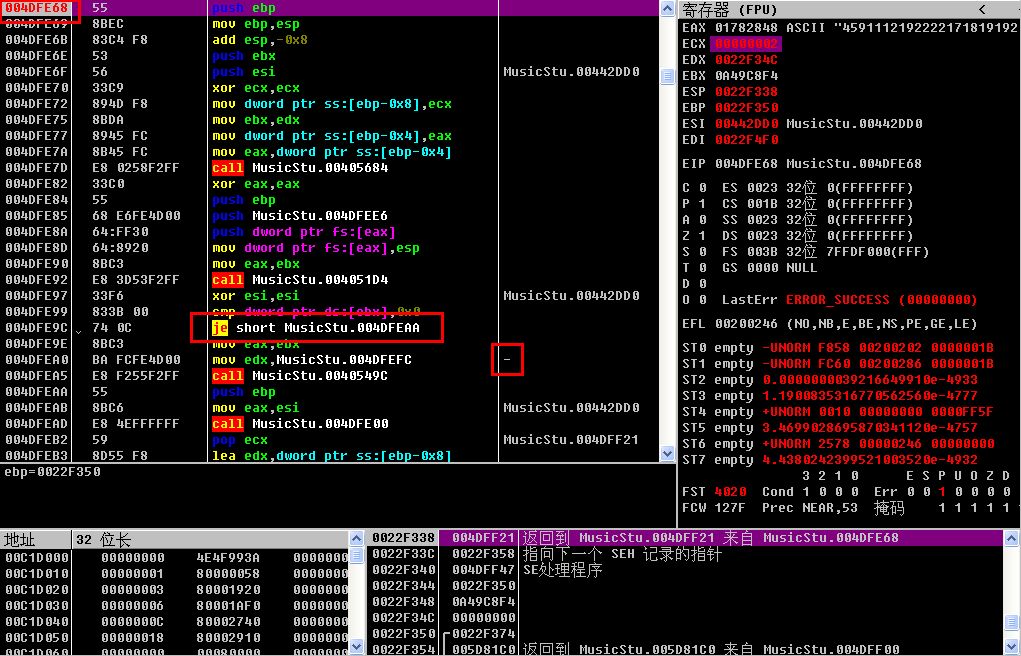 004DFE68 55 push ebp
004DFE69 8BEC mov ebp,esp
004DFE6B 83C4 F8 add esp,-0x8
004DFE6E 53 push ebx
004DFE6F 56 push esi MusicStu.00442DD0
004DFE70 33C9 xor ecx,ecx
004DFE72 894D F8 mov dword ptr ss:[ebp-0x8],ecx
004DFE75 8BDA mov ebx,edx
004DFE77 8945 FC mov dword ptr ss:[ebp-0x4],eax
004DFE7A 8B45 FC mov eax,dword ptr ss:[ebp-0x4]
004DFE7D E8 0258F2FF call MusicStu.00405684
004DFE82 33C0 xor eax,eax
004DFE84 55 push ebp
004DFE85 68 E6FE4D00 push MusicStu.004DFEE6
004DFE8A 64:FF30 push dword ptr fs:[eax]
004DFE8D 64:8920 mov dword ptr fs:[eax],esp
004DFE90 8BC3 mov eax,ebx
004DFE92 E8 3D53F2FF call MusicStu.004051D4
004DFE97 33F6 xor esi,esi MusicStu.00442DD0
004DFE99 833B 00 cmp dword ptr ds:[ebx],0x0
004DFE9C 74 0C je short MusicStu.004DFEAA
004DFE9E 8BC3 mov eax,ebx
004DFEA0 BA FCFE4D00 mov edx,MusicStu.004DFEFC -
004DFEA5 E8 F255F2FF call MusicStu.0040549C
004DFEAA 55 push ebp
004DFEAB 8BC6 mov eax,esi MusicStu.00442DD0
004DFEAD E8 4EFFFFFF call MusicStu.004DFE00
004DFEB2 59 pop ecx MusicStu.004DFF21
004DFEB3 8D55 F8 lea edx,dword ptr ss:[ebp-0x8]
ebp=0022F350
寄存器 (FPU) <
EAX 01782848 ASCII "4591112192222171819192
ECX 00000002
EDX 0022F34C
EBX 0A49C8F4
ESP 0022F338
EBP 0022F350
ESI 00442DD0 MusicStu.00442DD0
EDI 0022F4F0
EIP 004DFE68 MusicStu.004DFE68
C 0 ES 0023 32位 0(FFFFFFFF)
P 1 CS 001B 32位 0(FFFFFFFF)
A 0 SS 0023 32位 0(FFFFFFFF)
Z 1 DS 0023 32位 0(FFFFFFFF)
S 0 FS 003B 32位 7FFDF000(FFF)
T 0 GS 0000 NULL
D 0
O 0 LastErr ERROR_SUCCESS (00000000)
EFL 00200246 (NO,NB,E,BE,NS,PE,GE,LE)
ST0 empty -UNORM F858 00200202 0000001B
ST1 empty -UNORM FC60 00200286 0000001B
ST2 empty 0.0000000039216649910e-4933
ST3 empty 1.1900835316770562560e-4777
ST4 empty +UNORM 0010 00000000 0000FF5F
ST5 empty 3.4699028695870341120e-4757
ST6 empty +UNORM 2578 00000246 00000000
ST7 empty 4.4380242399521003520e-4932
3 2 1 0 E S P U O Z D
FST 4020 Cond 1 0 0 0 Err 0 0 1 0 0 0 0
FCW 127F Prec NEAR,53 掩码 1 1 1 1 1
地址 32 位长
00C1D000 00000000 4E4F993A 0000000
00C1D010 00000001 80000058 0000000
00C1D020 00000003 80001920 0000000
00C1D030 00000006 80001AF0 0000000
00C1D040 0000000C 80002740 0000000
00C1D050 00000018 80002910 0000000
00C1D060 00000019 80000000 0000000
0022F338 004DFF21 返回到 MusicStu.004DFF21 来自 MusicStu.004DFE68
0022F33C 0022F358 指向下一个 SEH 记录的指针
0022F340 004DFF47 SE处理程序
0022F344 0022F350
0022F348 0A49C8F4
0022F34C 00000000
0022F350 0022F374
0022F354 005D81C0 返回到 MusicStu.005D81C0 来自 MusicStu.004DFF00